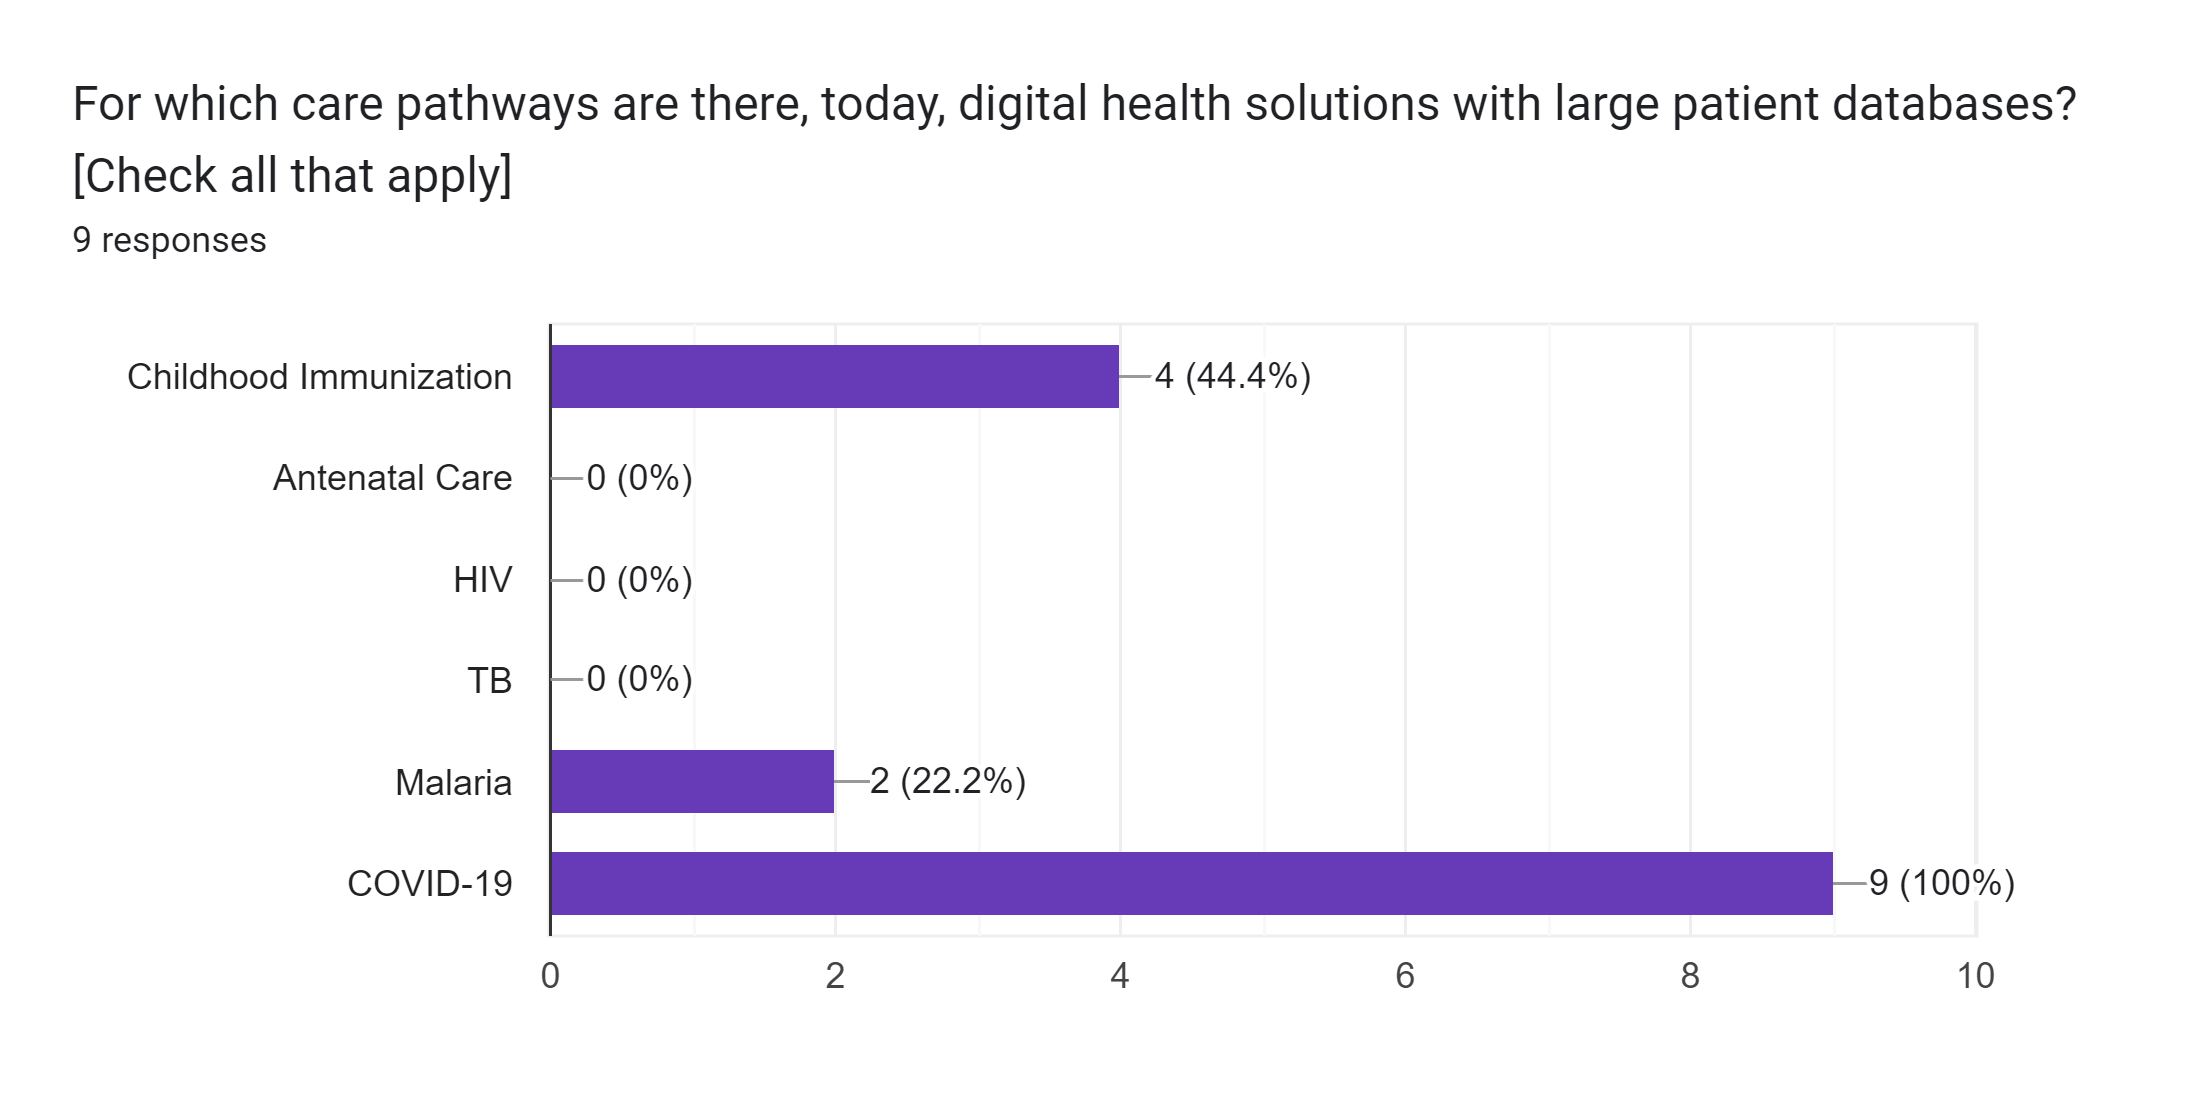 For which care pathways are there, today, digital health solutions with large patient databases?
[Check all that apply]
9 responses
Childhood Immunization 4 (44.4%)
Antenatal Care 0 (0%)
HIV 0 (0%)
TB 0 (0%)
Malaria 2 (22.2%)
COVID-19 9 (100%)
0 2 4 6 8 10